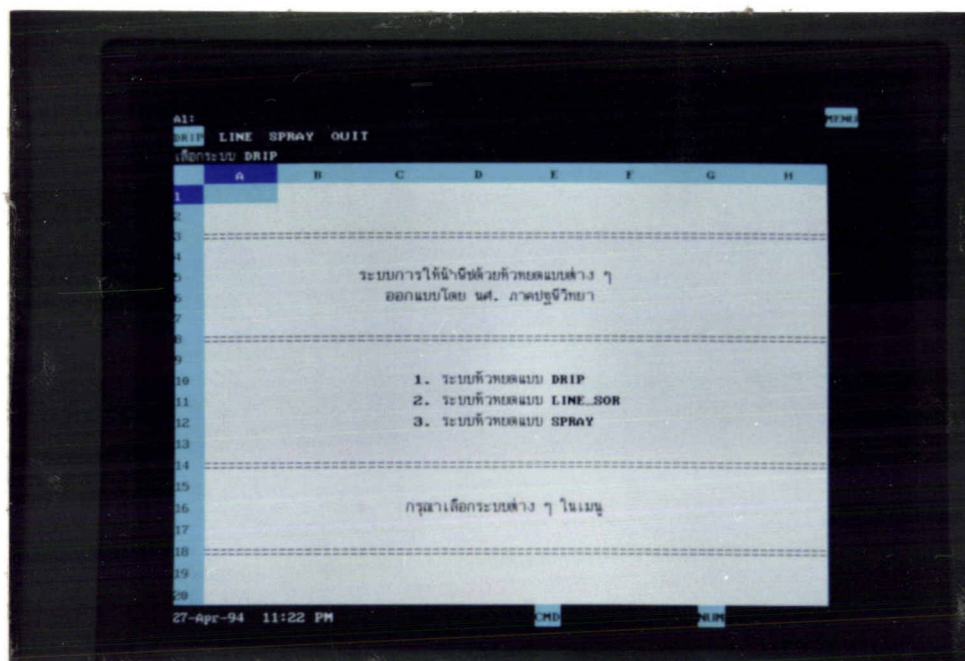 A1:
MENU
DRIP LINE SPRAY QUIT
เลือกระบบ DRIP
A B C D E F G H
1
2
3
4
5 ระบบการให้น้ำพืชด้วยหัวหยดแบบต่าง ๆ
6 ออกแบบโดย นศ. ภาคปฐพีวิทยา
7
8
9
10 1. ระบบหัวหยดแบบ DRIP
11 2. ระบบหัวหยดแบบ LINE_SOR
12 3. ระบบหัวหยดแบบ SPRAY
13
14
15
16 กรุณาเลือกระบบต่าง ๆ ในเมนู
17
18
19
20
27-Apr-94 11:22 PM CMD NUM